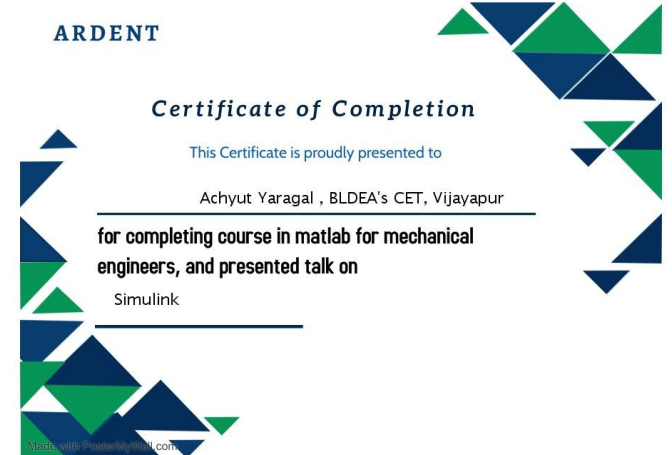 ARDENT
Certificate of Completion
This Certificate is proudly presented to
Achyut Yaragal , BLDEA's CET, Vijayapur
for completing course in matlab for mechanical
engineers, and presented talk on
Simulink
Made with PosterMyWall.com